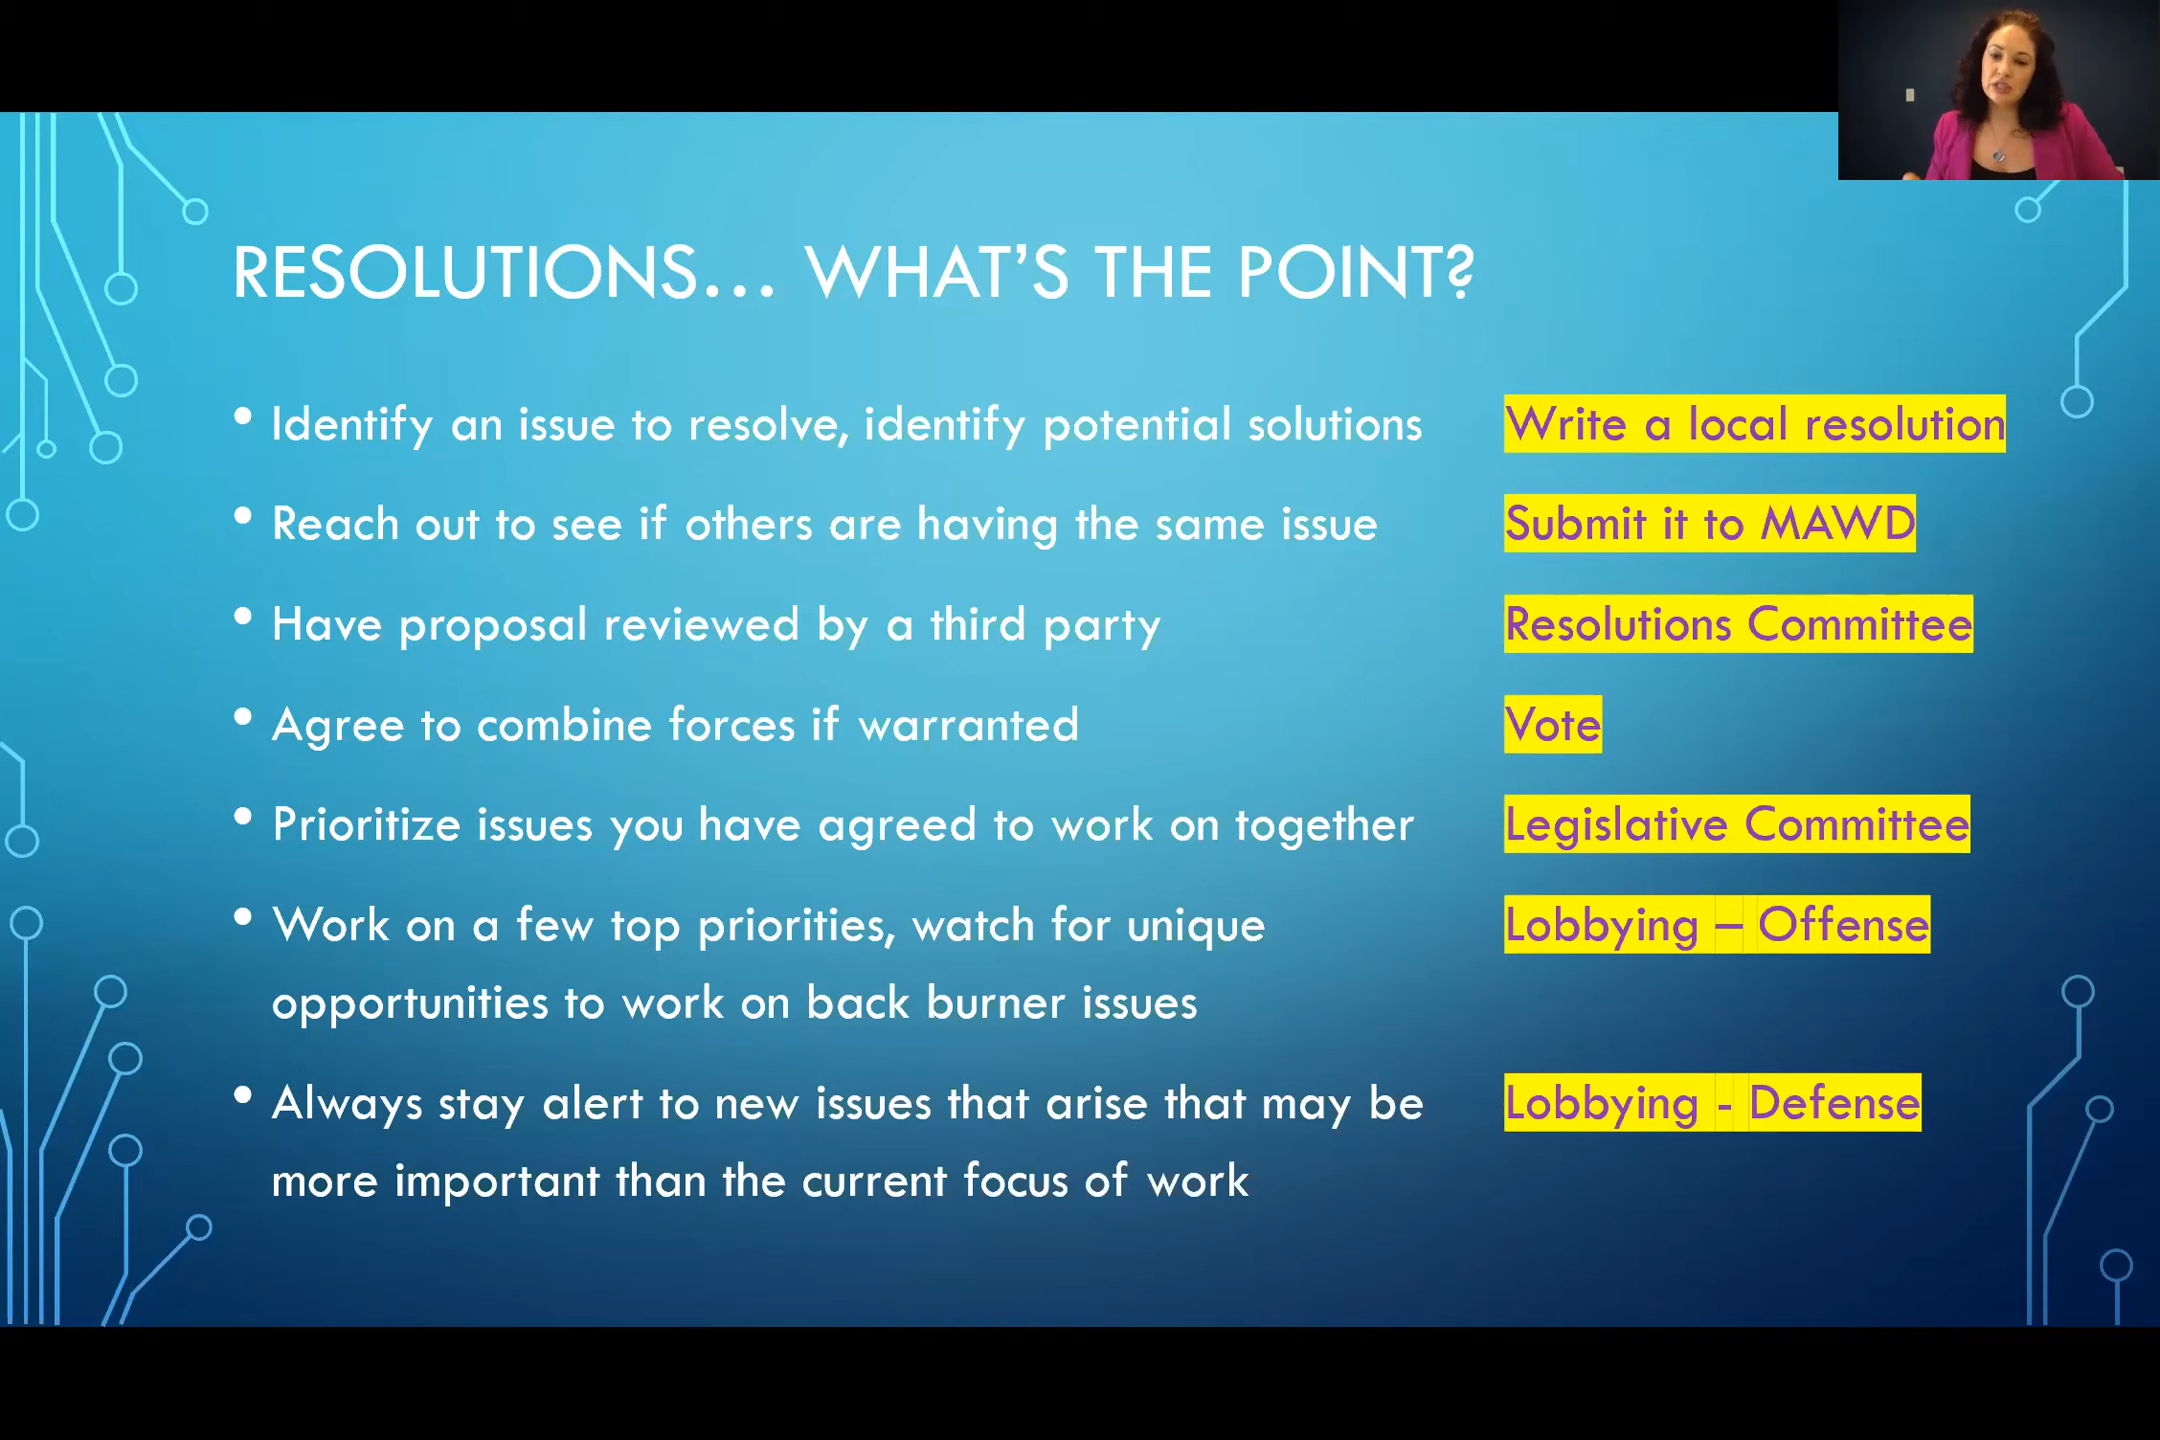 RESOLUTIONS... WHAT'S THE POINT?
• Identify an issue to resolve, identify potential solutions Write a local resolution
• Reach out to see if others are having the same issue Submit it to MAWD
• Have proposal reviewed by a third party Resolutions Committee
• Agree to combine forces if warranted Vote
• Prioritize issues you have agreed to work on together Legislative Committee
• Work on a few top priorities, watch for unique Lobbying – Offense
opportunities to work on back burner issues
• Always stay alert to new issues that arise that may be Lobbying - Defense
more important than the current focus of work